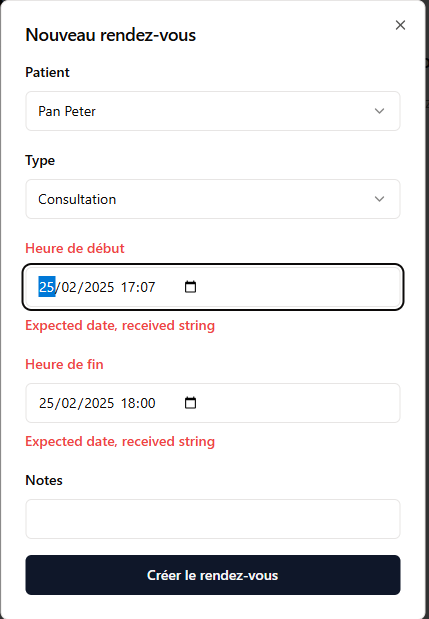 Nouveau rendez-vous
Patient
Pan Peter
Type
Consultation
Heure de début
25/02/2025 17:07
Expected date, received string
Heure de fin
25/02/2025 18:00
Expected date, received string
Notes
Créer le rendez-vous